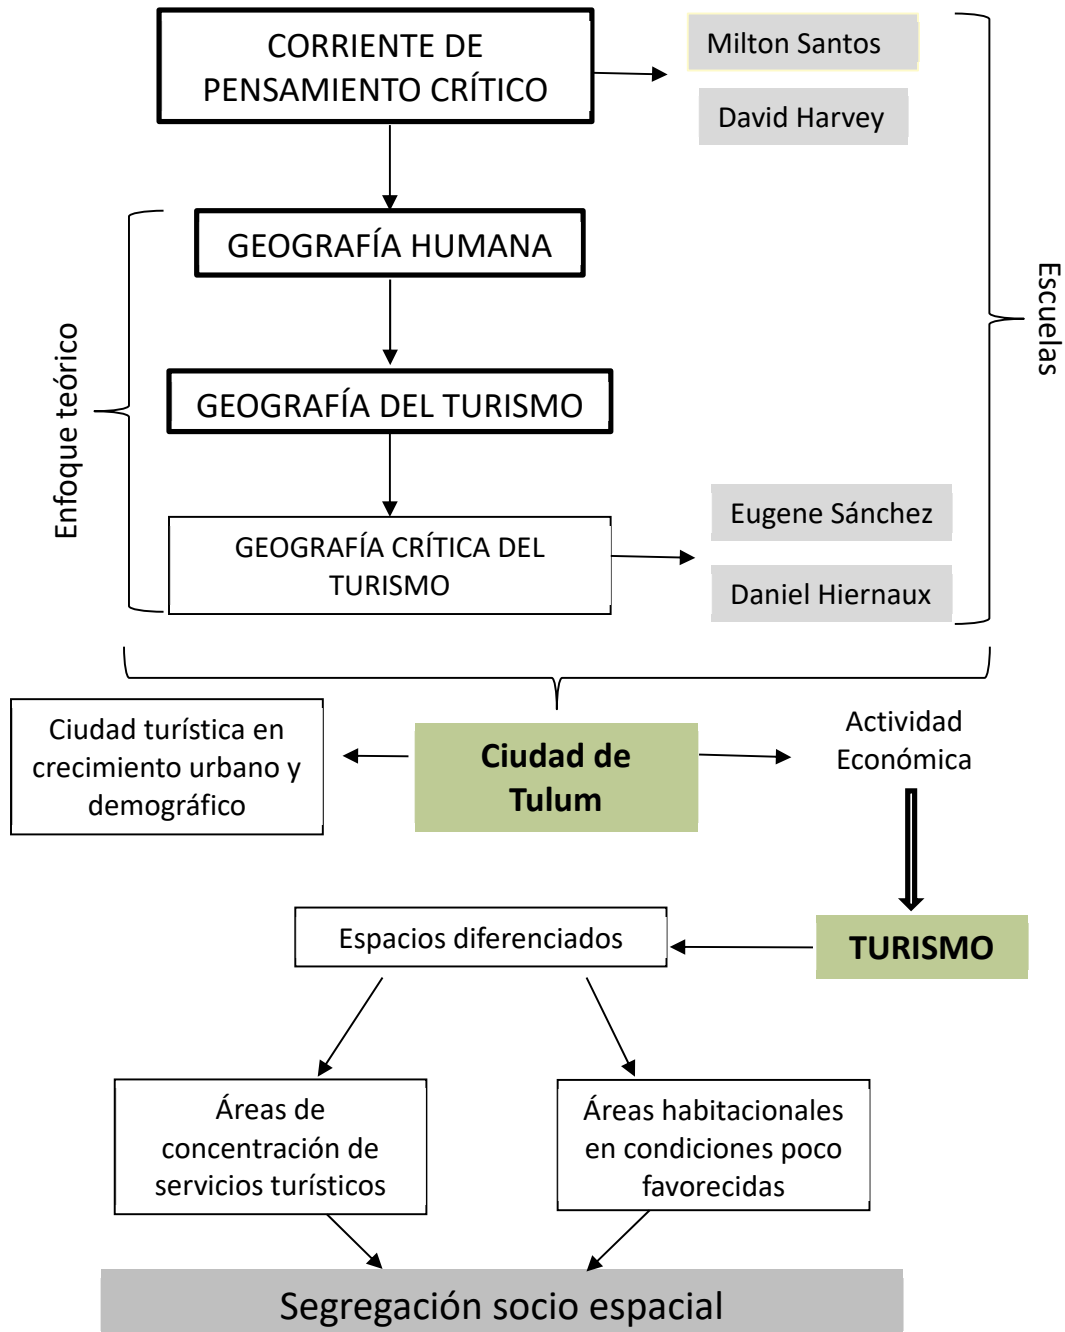 CORRIENTE DE
PENSAMIENTO CRÍTICO
Milton Santos
David Harvey
GEOGRAFÍA HUMANA
Escuelas
Enfoque teórico
GEOGRAFÍA DEL TURISMO
Eugene Sánchez
GEOGRAFÍA CRÍTICA DEL
TURISMO
Daniel Hiernaux
Ciudad turística en
crecimiento urbano y
demográfico
Ciudad de
Tulum
Actividad
Económica
Espacios diferenciados
TURISMO
Áreas de
concentración de
servicios turísticos
Áreas habitacionales
en condiciones poco
favorecidas
Segregación socio espacial